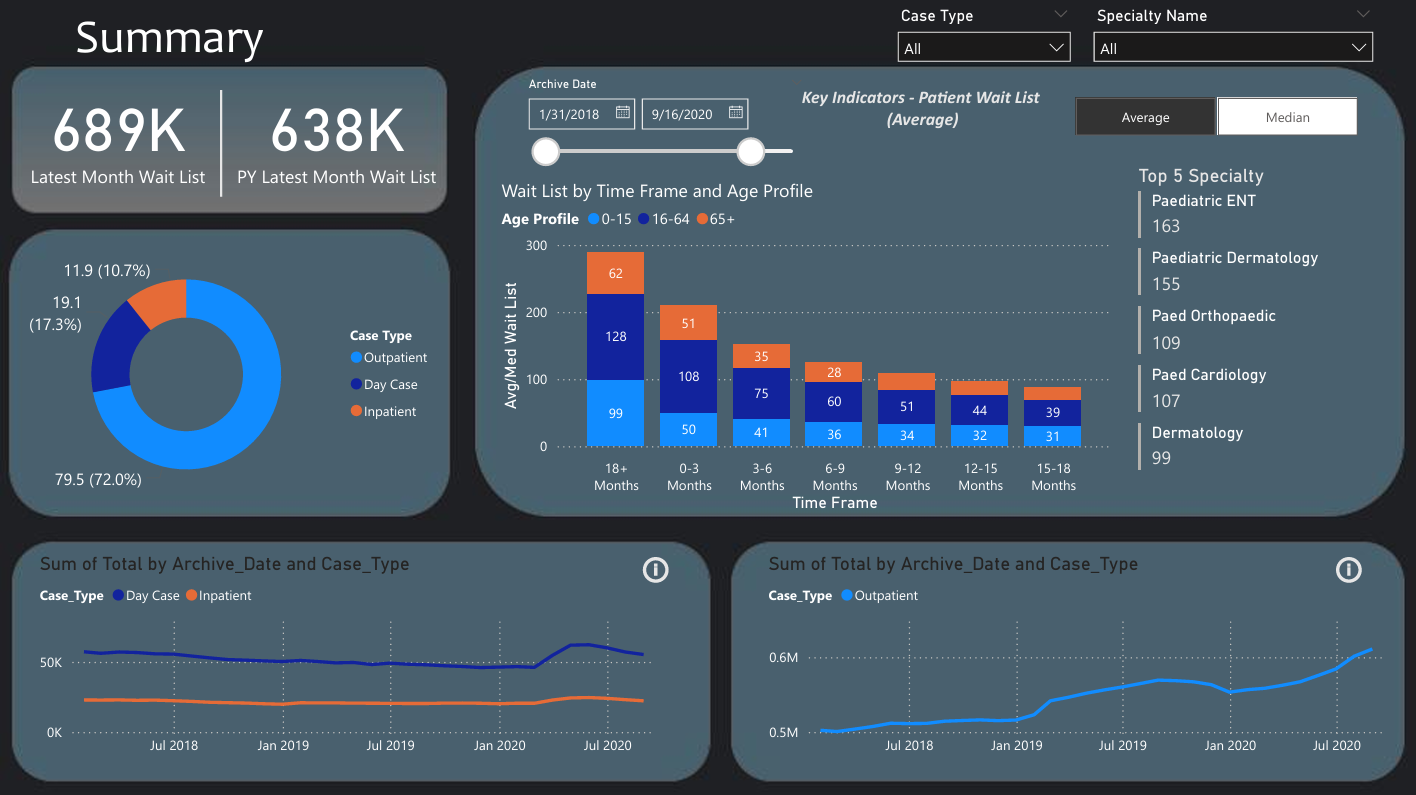 Summary
Case Type
All
Specialty Name
All
689K
Latest Month Wait List
638K
PY Latest Month Wait List
Archive Date
1/31/2018
9/16/2020
Key Indicators - Patient Wait List
(Average)
Average
Median
11.9 (10.7%)
19.1
(17.3%)
79.5 (72.0%)
Case Type
Outpatient
Day Case
Inpatient
Wait List by Time Frame and Age Profile
Age Profile 0-15 16-64 65+
Avg/Med Wait List
300
200
100
0
62
128
99
51
108
50
35
75
41
28
60
36
51
34
44
32
39
31
18+
Months
0-3
Months
3-6
Months
6-9
Months
9-12
Months
12-15
Months
15-18
Months
Time Frame
Top 5 Specialty
Paediatric ENT
163
Paediatric Dermatology
155
Paed Orthopaedic
109
Paed Cardiology
107
Dermatology
99
Sum of Total by Archive_Date and Case_Type
Case_Type Day Case Inpatient
50K
0K
Jul 2018 Jan 2019 Jul 2019 Jan 2020 Jul 2020
Sum of Total by Archive_Date and Case_Type
Case_Type Outpatient
0.6M
0.5M
Jul 2018 Jan 2019 Jul 2019 Jan 2020 Jul 2020